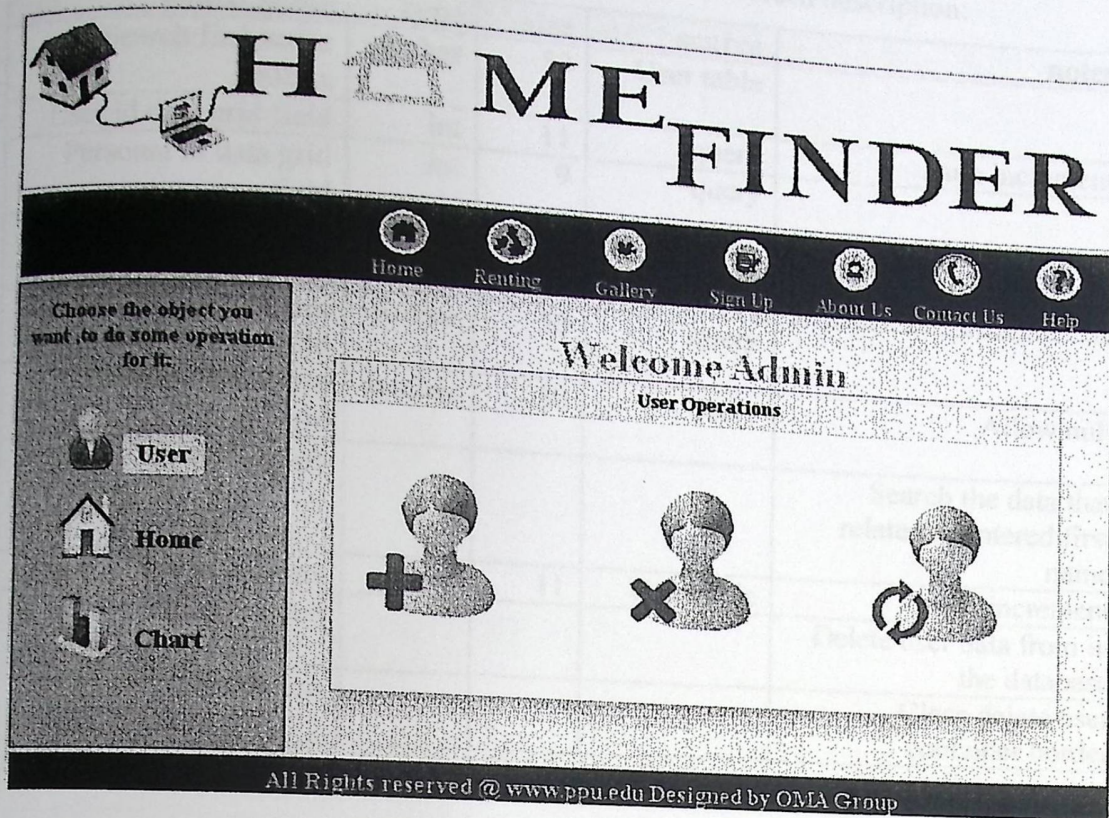 H ME
FINDER
Home Renting Gallery Sign Up About Us Contact Us Help
Choose the object you
want ,to do some operation
for it:
User
Home
Chart
Welcome Admin
User Operations
All Rights reserved @ www.ppu.edu Designed by OMA Group